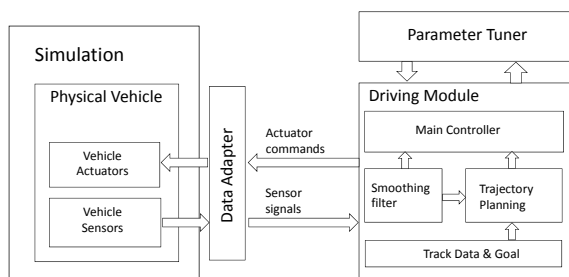 Simulation
Physical Vehicle
Vehicle
Actuators
Vehicle
Sensors
Data Adapter
Actuator
commands
Sensor
signals
Parameter Tuner
Driving Module
Main Controller
Smoothing
filter
Trajectory
Planning
Track Data & Goal